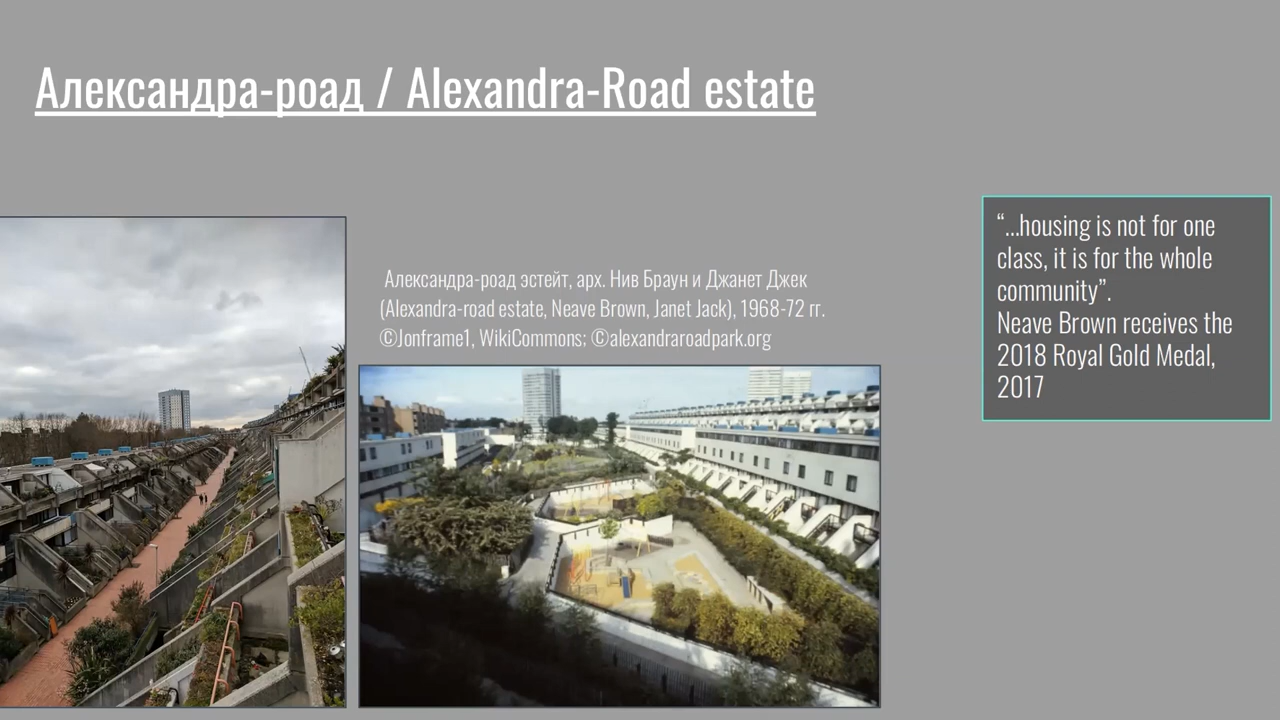 Александра-роад / Alexandra-Road estate
Александра-роад эстейт, арх. Нив Браун и Джанет Джек
(Alexandra-road estate, Neave Brown, Janet Jack), 1968-72 гг.
©Jonframe1, WikiCommons; ©alexandraroadpark.org
“...housing is not for one
class, it is for the whole
community”.
Neave Brown receives the
2018 Royal Gold Medal,
2017